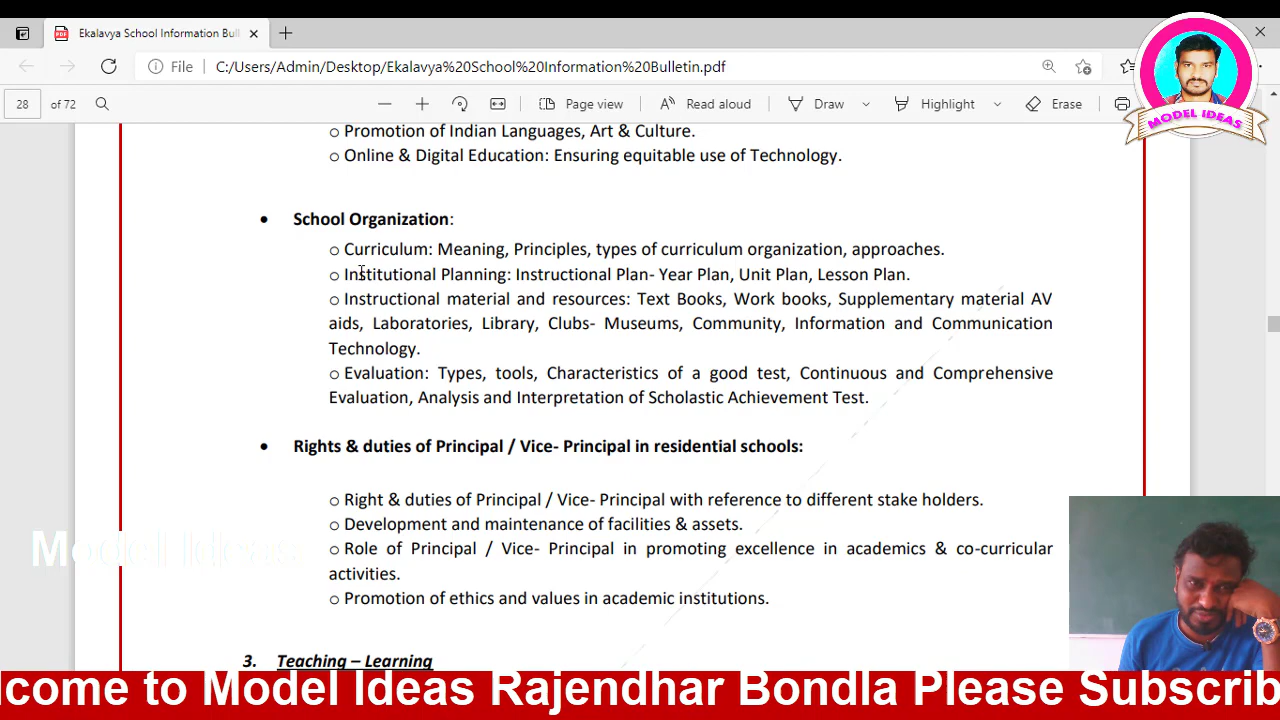 Ekalavya School Information Bull
File
C:/Users/Admin/Desktop/Ekalavya%20School%20Information%20Bulletin.pdf
28 of 72
Page view
Read aloud
Draw
Highlight
Erase
MODEL IDEAS
o Promotion of Indian Languages, Art & Culture.
o Online & Digital Education: Ensuring equitable use of Technology.
• School Organization:
o Curriculum: Meaning, Principles, types of curriculum organization, approaches.
o Institutional Planning: Instructional Plan- Year Plan, Unit Plan, Lesson Plan.
o Instructional material and resources: Text Books, Work books, Supplementary material AV
aids, Laboratories, Library, Clubs- Museums, Community, Information and Communication
Technology.
o Evaluation: Types, tools, Characteristics of a good test, Continuous and Comprehensive
Evaluation, Analysis and Interpretation of Scholastic Achievement Test.
• Rights & duties of Principal / Vice- Principal in residential schools:
o Right & duties of Principal / Vice- Principal with reference to different stake holders.
o Development and maintenance of facilities & assets.
o Role of Principal / Vice- Principal in promoting excellence in academics & co-curricular
activities.
o Promotion of ethics and values in academic institutions.
Model Ideas
3. Teaching – Learning
lcome to Model Ideas Rajendhar Bondla Please Subscrib